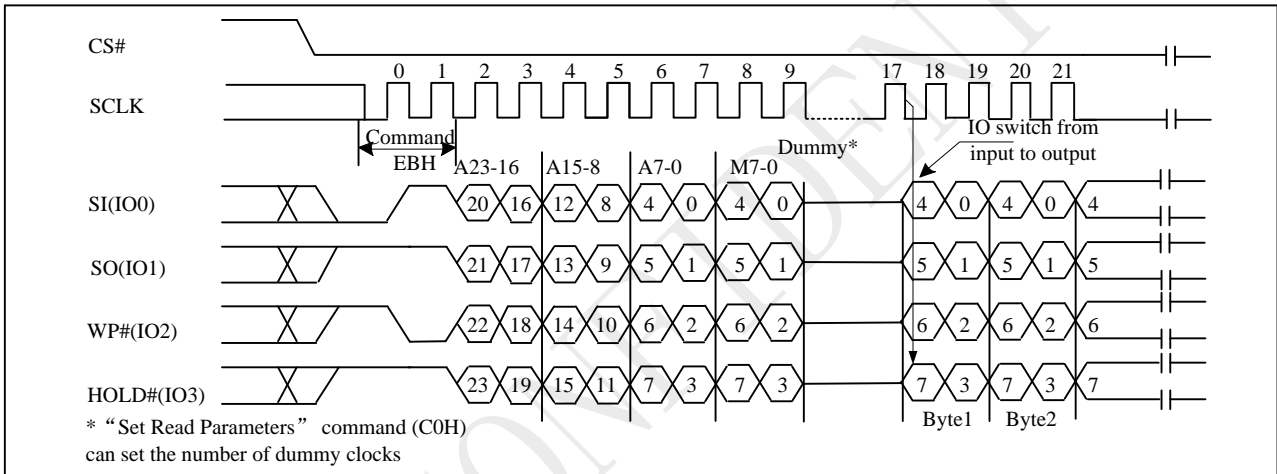 CS#
0 1 2 3 4 5 6 7 8 9 17 18 19 20 21
SCLK
Command
EBH
Dummy*
IO switch from
input to output
A23-16 A15-8 A7-0 M7-0
SI(IO0) 20 16 12 8 4 0 4 0 4 0 4 0 4
SO(IO1) 21 17 13 9 5 1 5 1 5 1 5 1 5
WP#(IO2) 22 18 14 10 6 2 6 2 6 2 6 2 6
HOLD#(IO3) 23 19 15 11 7 3 7 3 7 3 7 3 7
Byte1 Byte2
* “Set Read Parameters” command (C0H)
can set the number of dummy clocks
ONFIDENT